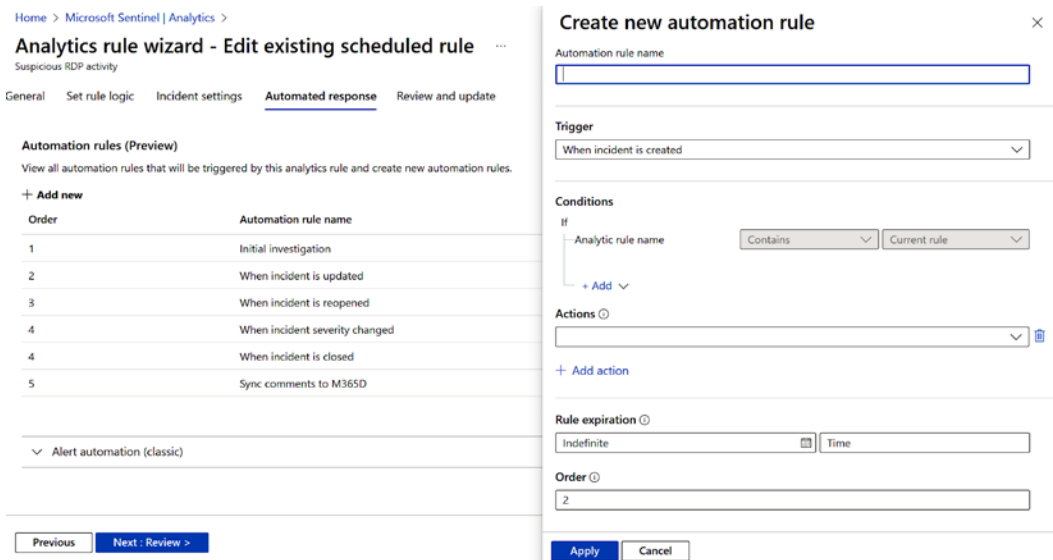 Home > Microsoft Sentinel | Analytics >
Analytics rule wizard - Edit existing scheduled rule ...
Suspicious RDP activity
General Set rule logic Incident settings Automated response Review and update
Automation rules (Preview)
View all automation rules that will be triggered by this analytics rule and create new automation rules.
+ Add new
Order Automation rule name
1 Initial investigation
2 When incident is updated
3 When incident is reopened
4 When incident severity changed
4 When incident is closed
5 Sync comments to M365D
Alert automation (classic)
Previous Next : Review >
Create new automation rule
Automation rule name
Trigger
When incident is created
Conditions
If
Analytic rule name Contains Current rule
+ Add
Actions
+ Add action
Rule expiration
Indefinite Time
Order
2
Apply Cancel